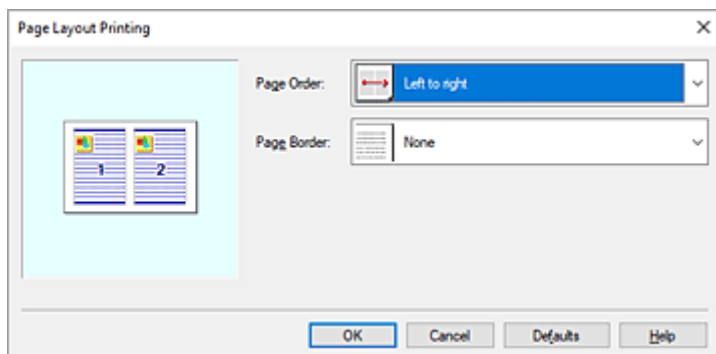 Page Layout Printing
Page Order: Left to right
Page Border: None
1 2
OK Cancel Defaults Help